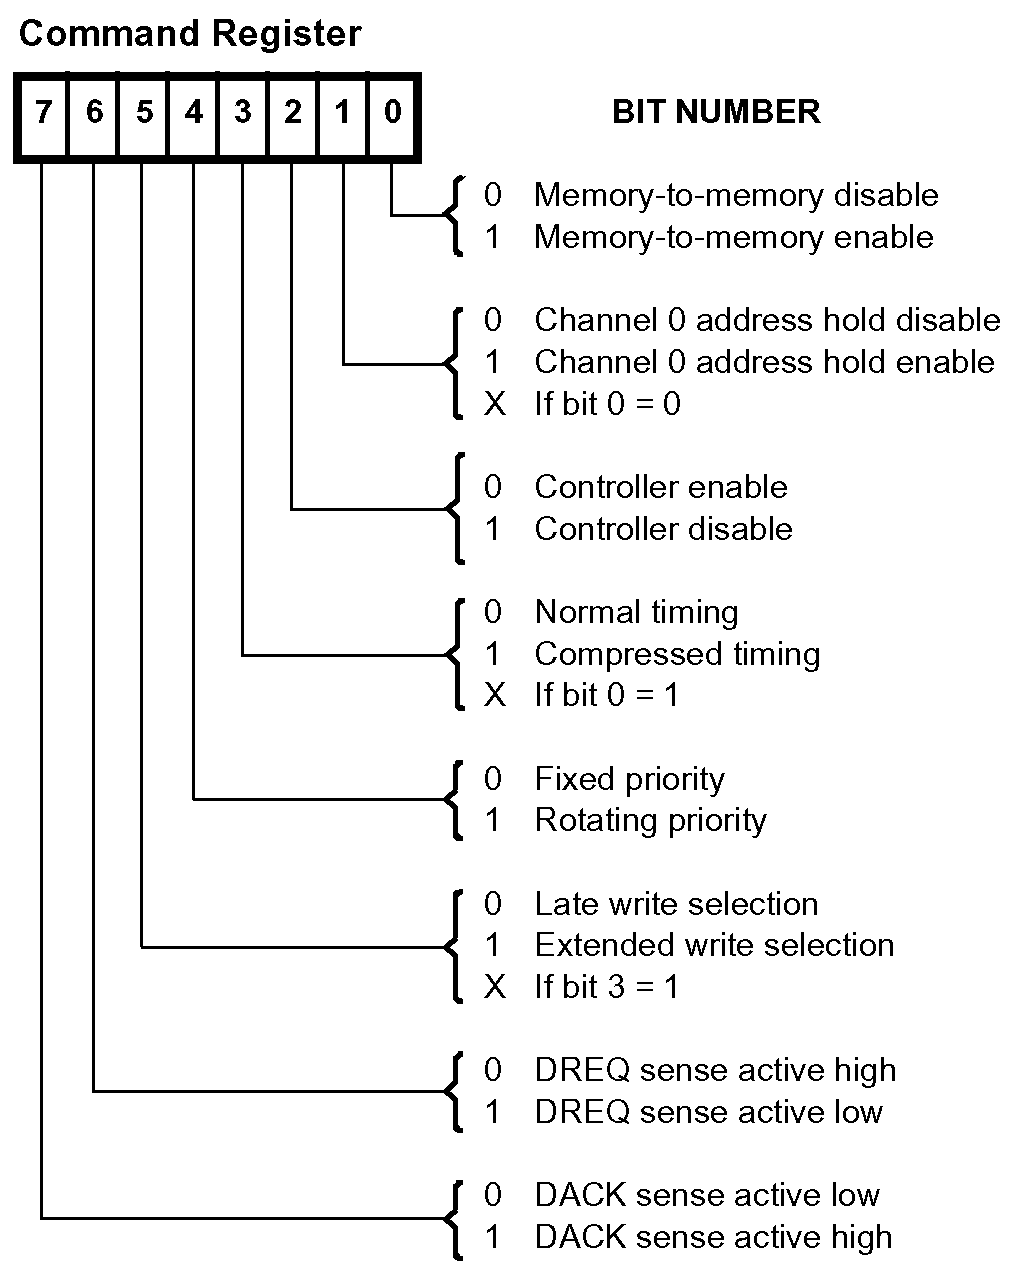 Command Register
7 6 5 4 3 2 1 0
BIT NUMBER
0 Memory-to-memory disable
1 Memory-to-memory enable
0 Channel 0 address hold disable
1 Channel 0 address hold enable
X If bit 0 = 0
0 Controller enable
1 Controller disable
0 Normal timing
1 Compressed timing
X If bit 0 = 1
0 Fixed priority
1 Rotating priority
0 Late write selection
1 Extended write selection
X If bit 3 = 1
0 DREQ sense active high
1 DREQ sense active low
0 DACK sense active low
1 DACK sense active high